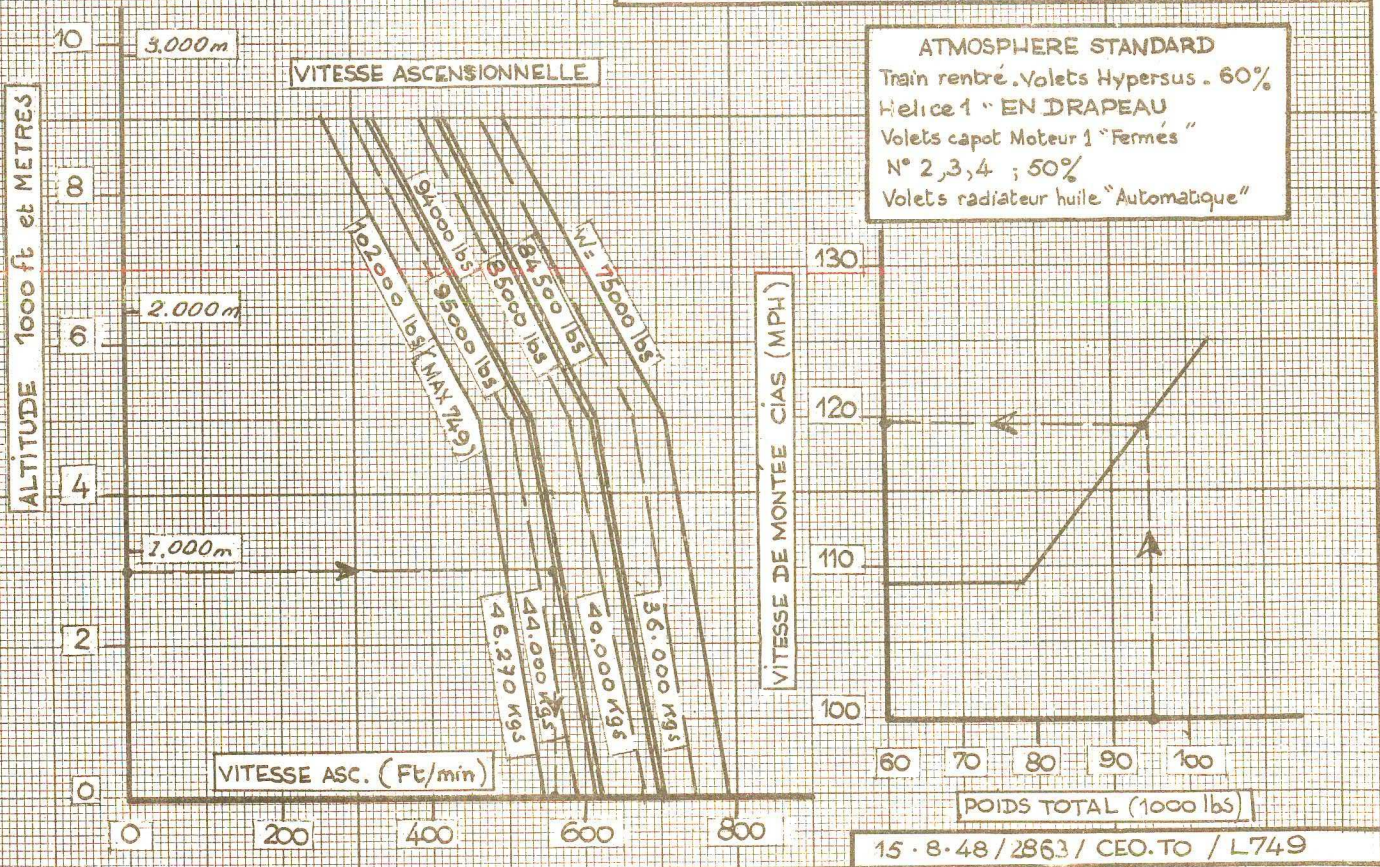 10
3.000m
VITESSE ASCENSIONNELLE
ALTITUDE 1000 ft et METRES
8
2.000m
6
4
1.000m
2
0
102000 lbs (MAX 749)
94000 lbs
95000 lbs
85000 lbs
84500 lbs
W= 75000 lbs
46.270 Kgs
44.000 Kgs
40.000 Kgs
36.000 Kgs
VITESSE ASC. (Ft/min)
0 200 400 600 800
ATMOSPHERE STANDARD
Train rentré. Volets Hypersus. 60%
Helice 1 " EN DRAPEAU
Volets capot Moteur 1 "Fermés"
N° 2,3,4 ; 50%
Volets radiateur huile "Automatique"
VITESSE DE MONTÉE CIAS (MPH)
130
120
110
100
60 70 80 90 100
POIDS TOTAL (1000 lbs)
15.8.48 / 2863 / CEO.TO / L749